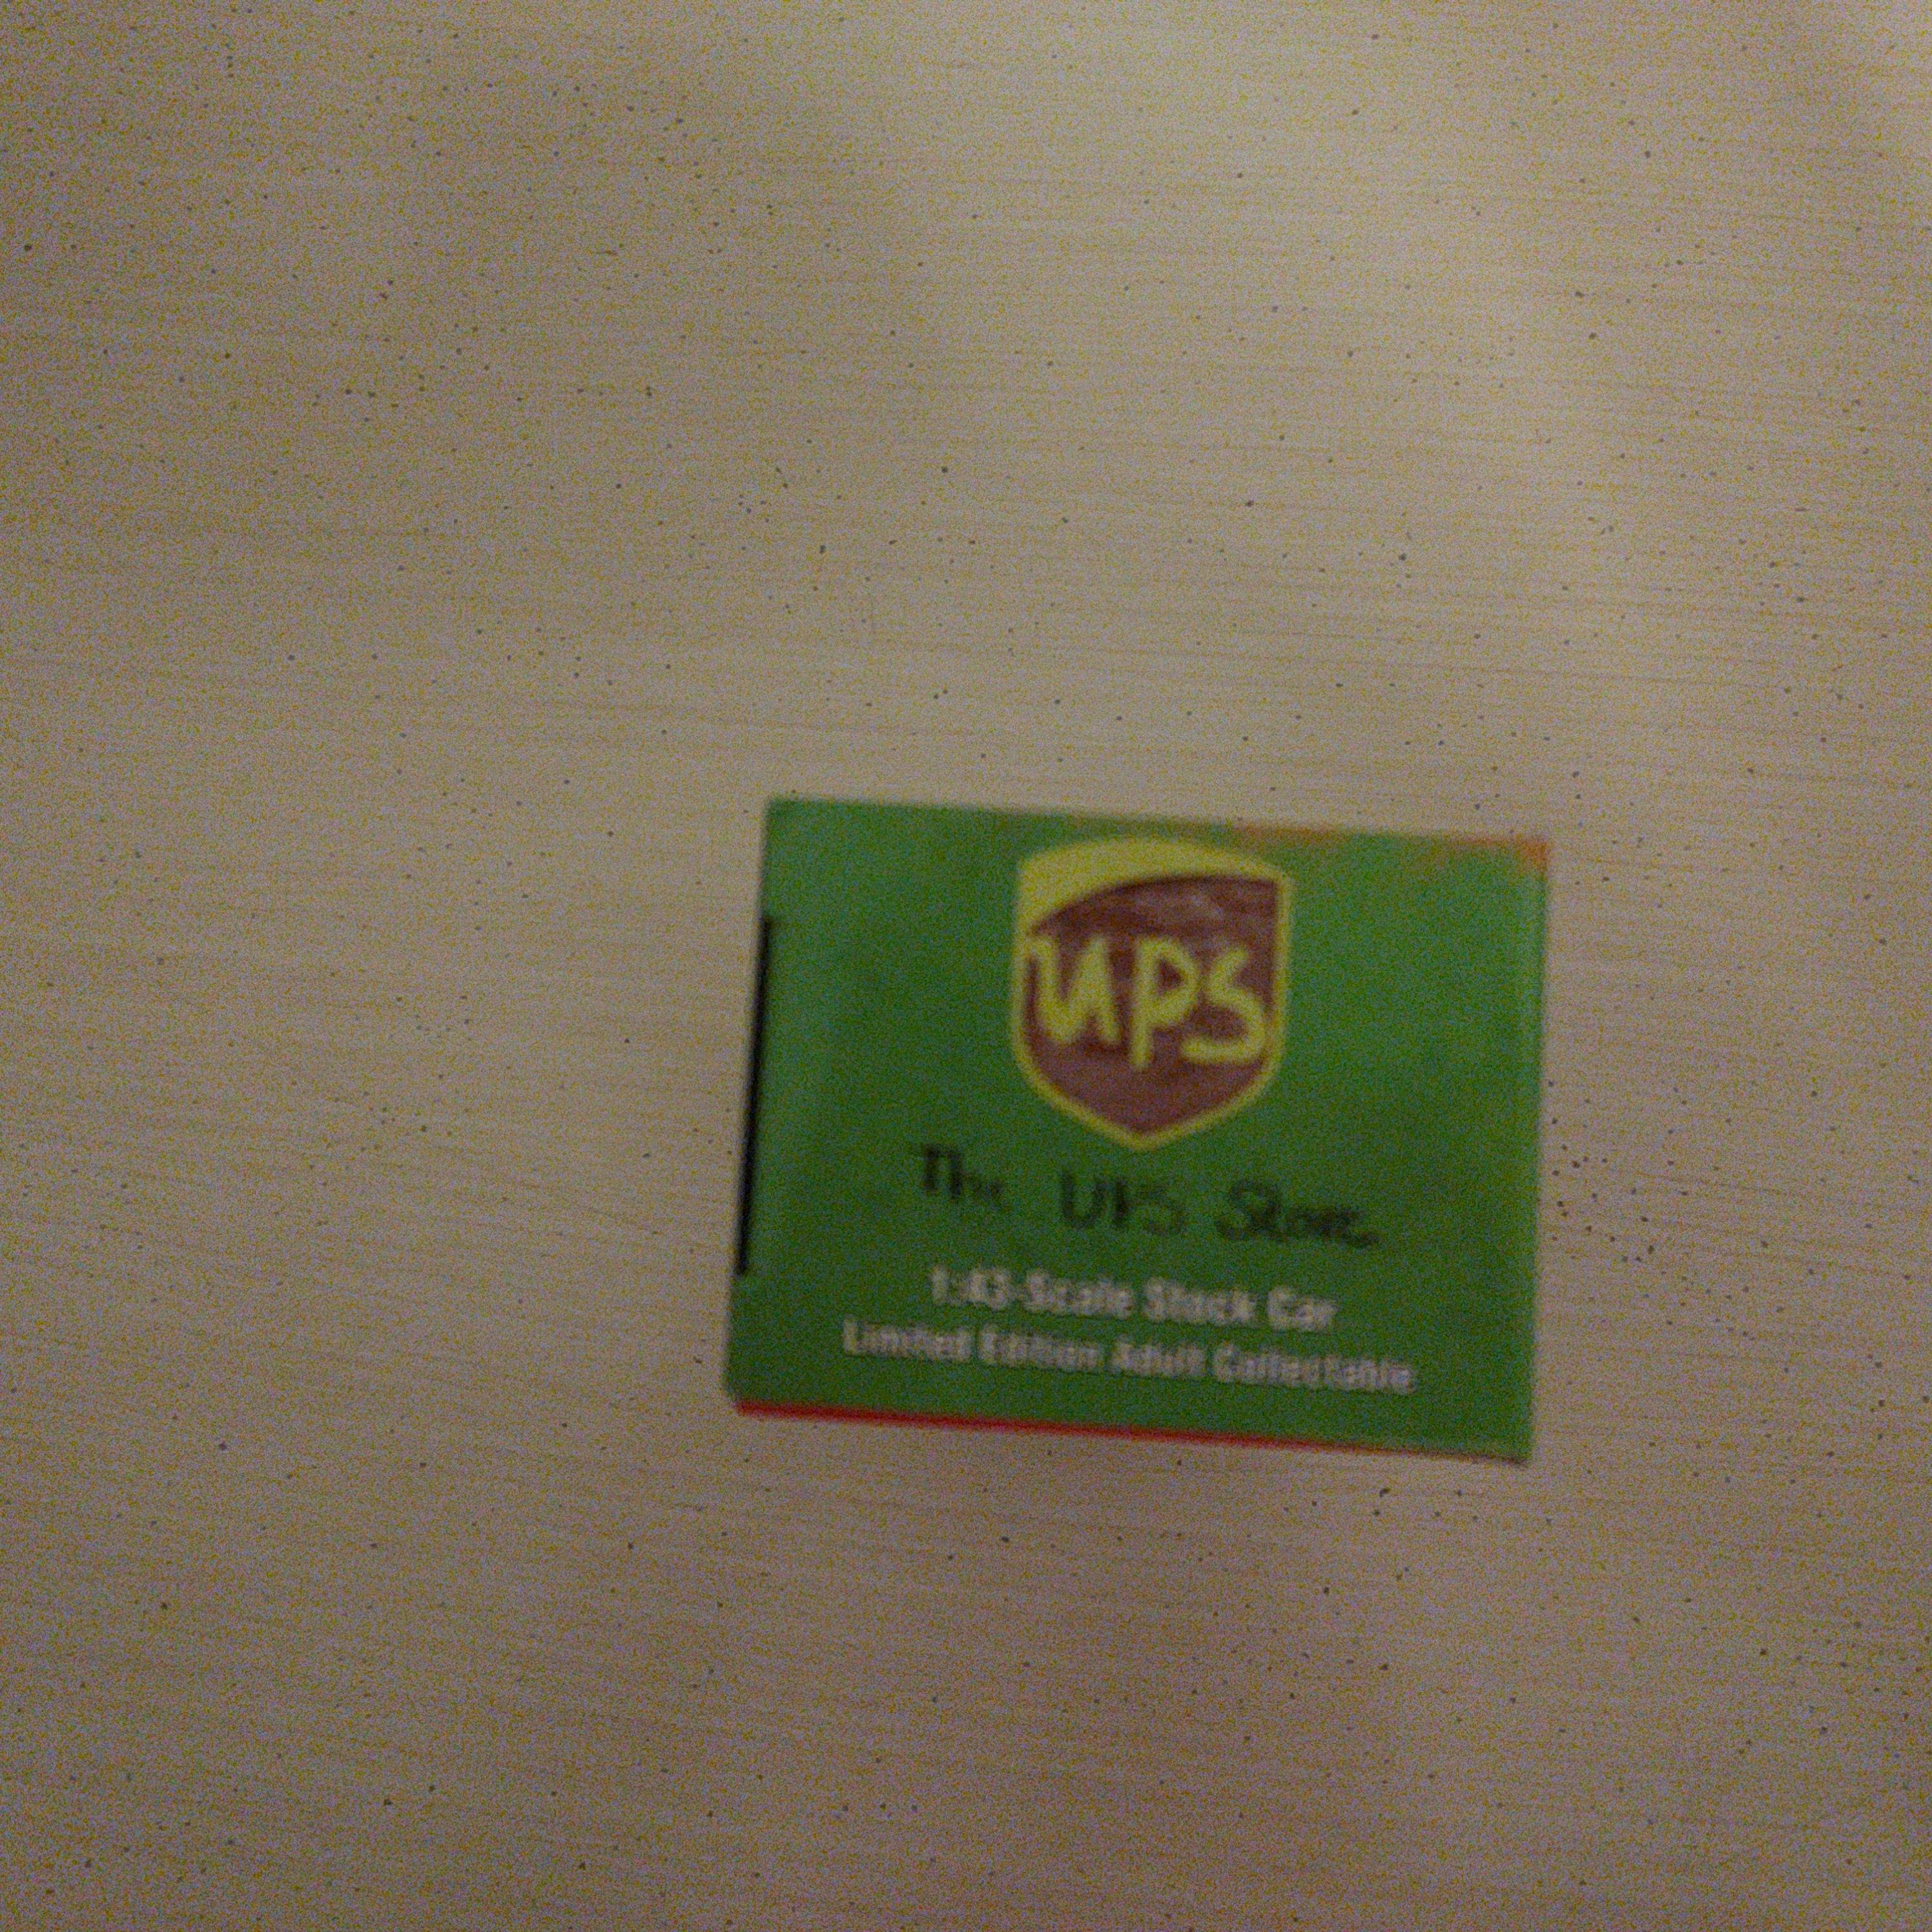 UPS
The UPS Store
1:43-Scale Stock Car
Limited Edition Adult Collectable